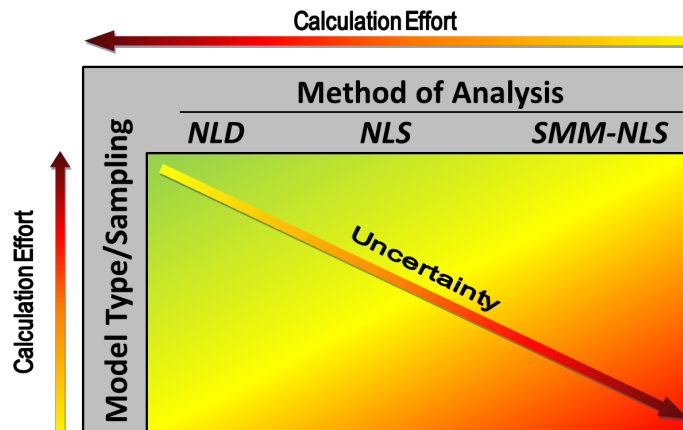 Calculation Effort
Method of Analysis
NLD NLS SMM-NLS
Model Type/Sampling
Calculation Effort
Uncertainty